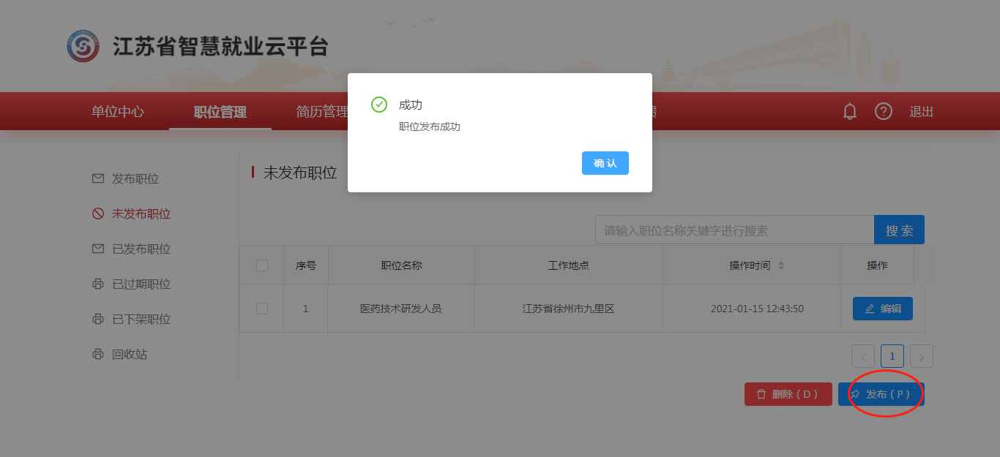 江苏省智慧就业云平台
单位中心 职位管理 简历管理 退出
成功
职位发布成功
确 认
发布职位
未发布职位
已发布职位
已过期职位
已下架职位
回收站
未发布职位
请输入职位名称关键字进行搜索 搜 索
序号 职位名称 工作地点 操作时间 操作
1 医药技术研发人员 江苏省徐州市九里区 2021-01-15 12:43:50 编辑
< 1 >
删除（D） 发布（P）